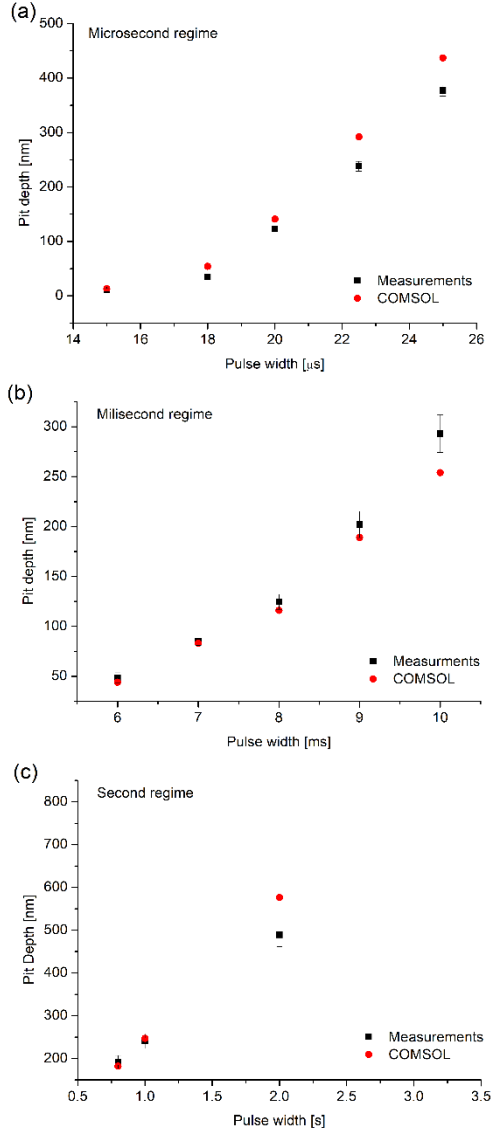 (a)
Microsecond regime
500
400
300
200
100
0
Pit depth [nm]
Measurements
COMSOL
14 16 18 20 22 24 26
Pulse width [μs]
(b)
Milisecond regime
300
250
200
150
100
50
Pit depth [nm]
Measurments
COMSOL
6 7 8 9 10
Pulse width [ms]
(c)
Second regime
800
700
600
500
400
300
200
Pit Depth [nm]
Measurements
COMSOL
1.0 1.5 2.0 2.5 3.0 3.5
Pulse width [s]